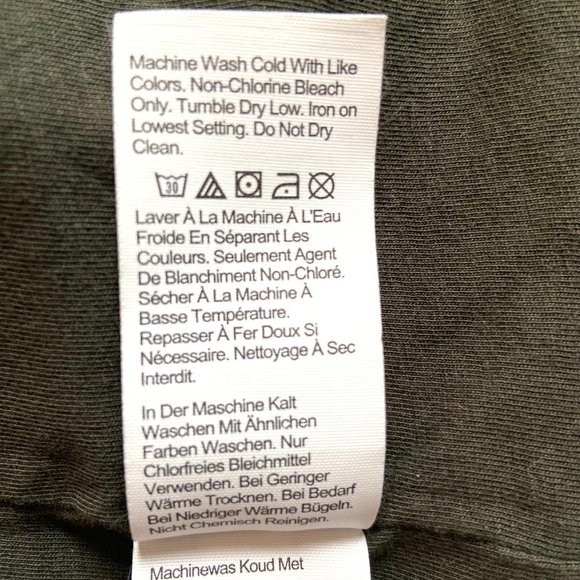 Machine Wash Cold With Like
Colors. Non-Chlorine Bleach
Only. Tumble Dry Low. Iron on
Lowest Setting. Do Not Dry
Clean.
30
Laver À La Machine À L'Eau
Froide En Séparant Les
Couleurs. Seulement Agent
De Blanchiment Non-Chloré.
Sécher À La Machine À
Basse Température.
Repasser À Fer Doux Si
Nécessaire. Nettoyage À Sec
Interdit.
In Der Maschine Kalt
Waschen Mit Ähnlichen
Farben Waschen. Nur
Chlorfreies Bleichmittel
Verwenden. Bei Geringer
Wärme Trocknen. Bei Bedarf
Bei Niedriger Wärme Bügeln.
Nicht Chemisch Reinigen.
Machinewas Koud Met